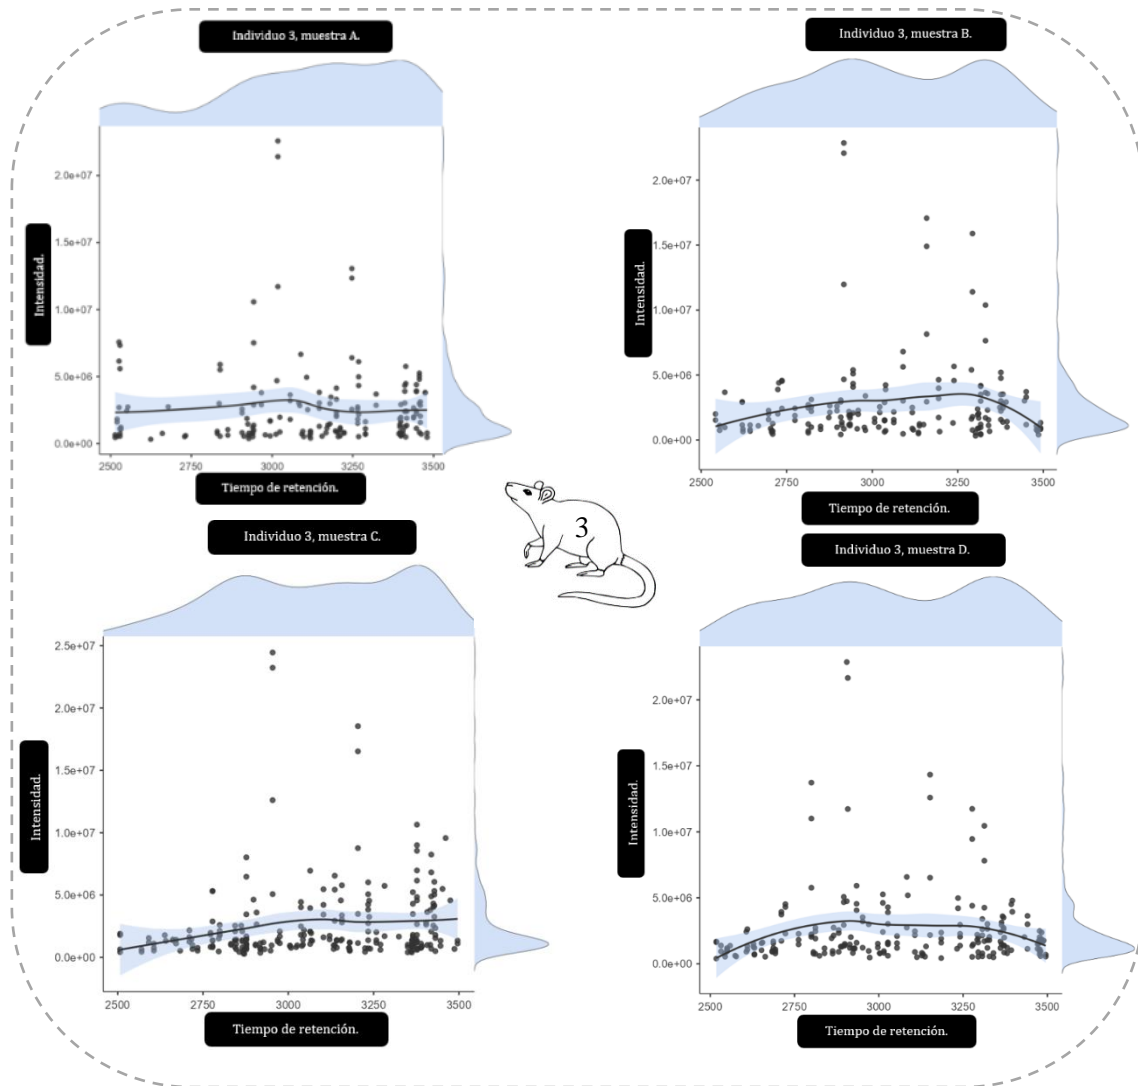 Individuo 3, muestra A.
2.0e+07
1.5e+07
1.0e+07
5.0e+06
0.0e+00
Intensidad.
2500
2750
3000
3250
3500
Tiempo de retención.
Individuo 3, muestra B.
2.0e+07
1.5e+07
1.0e+07
5.0e+06
0.0e+00
Intensidad.
2500
2750
3000
3250
3500
Tiempo de retención.
3
Individuo 3, muestra C.
2.5e+07
2.0e+07
1.5e+07
1.0e+07
5.0e+06
0.0e+00
Intensidad.
2500
2750
3000
3250
3500
Tiempo de retención.
Individuo 3, muestra D.
2.0e+07
1.5e+07
1.0e+07
5.0e+06
0.0e+00
Intensidad.
2500
2750
3000
3250
3500
Tiempo de retención.